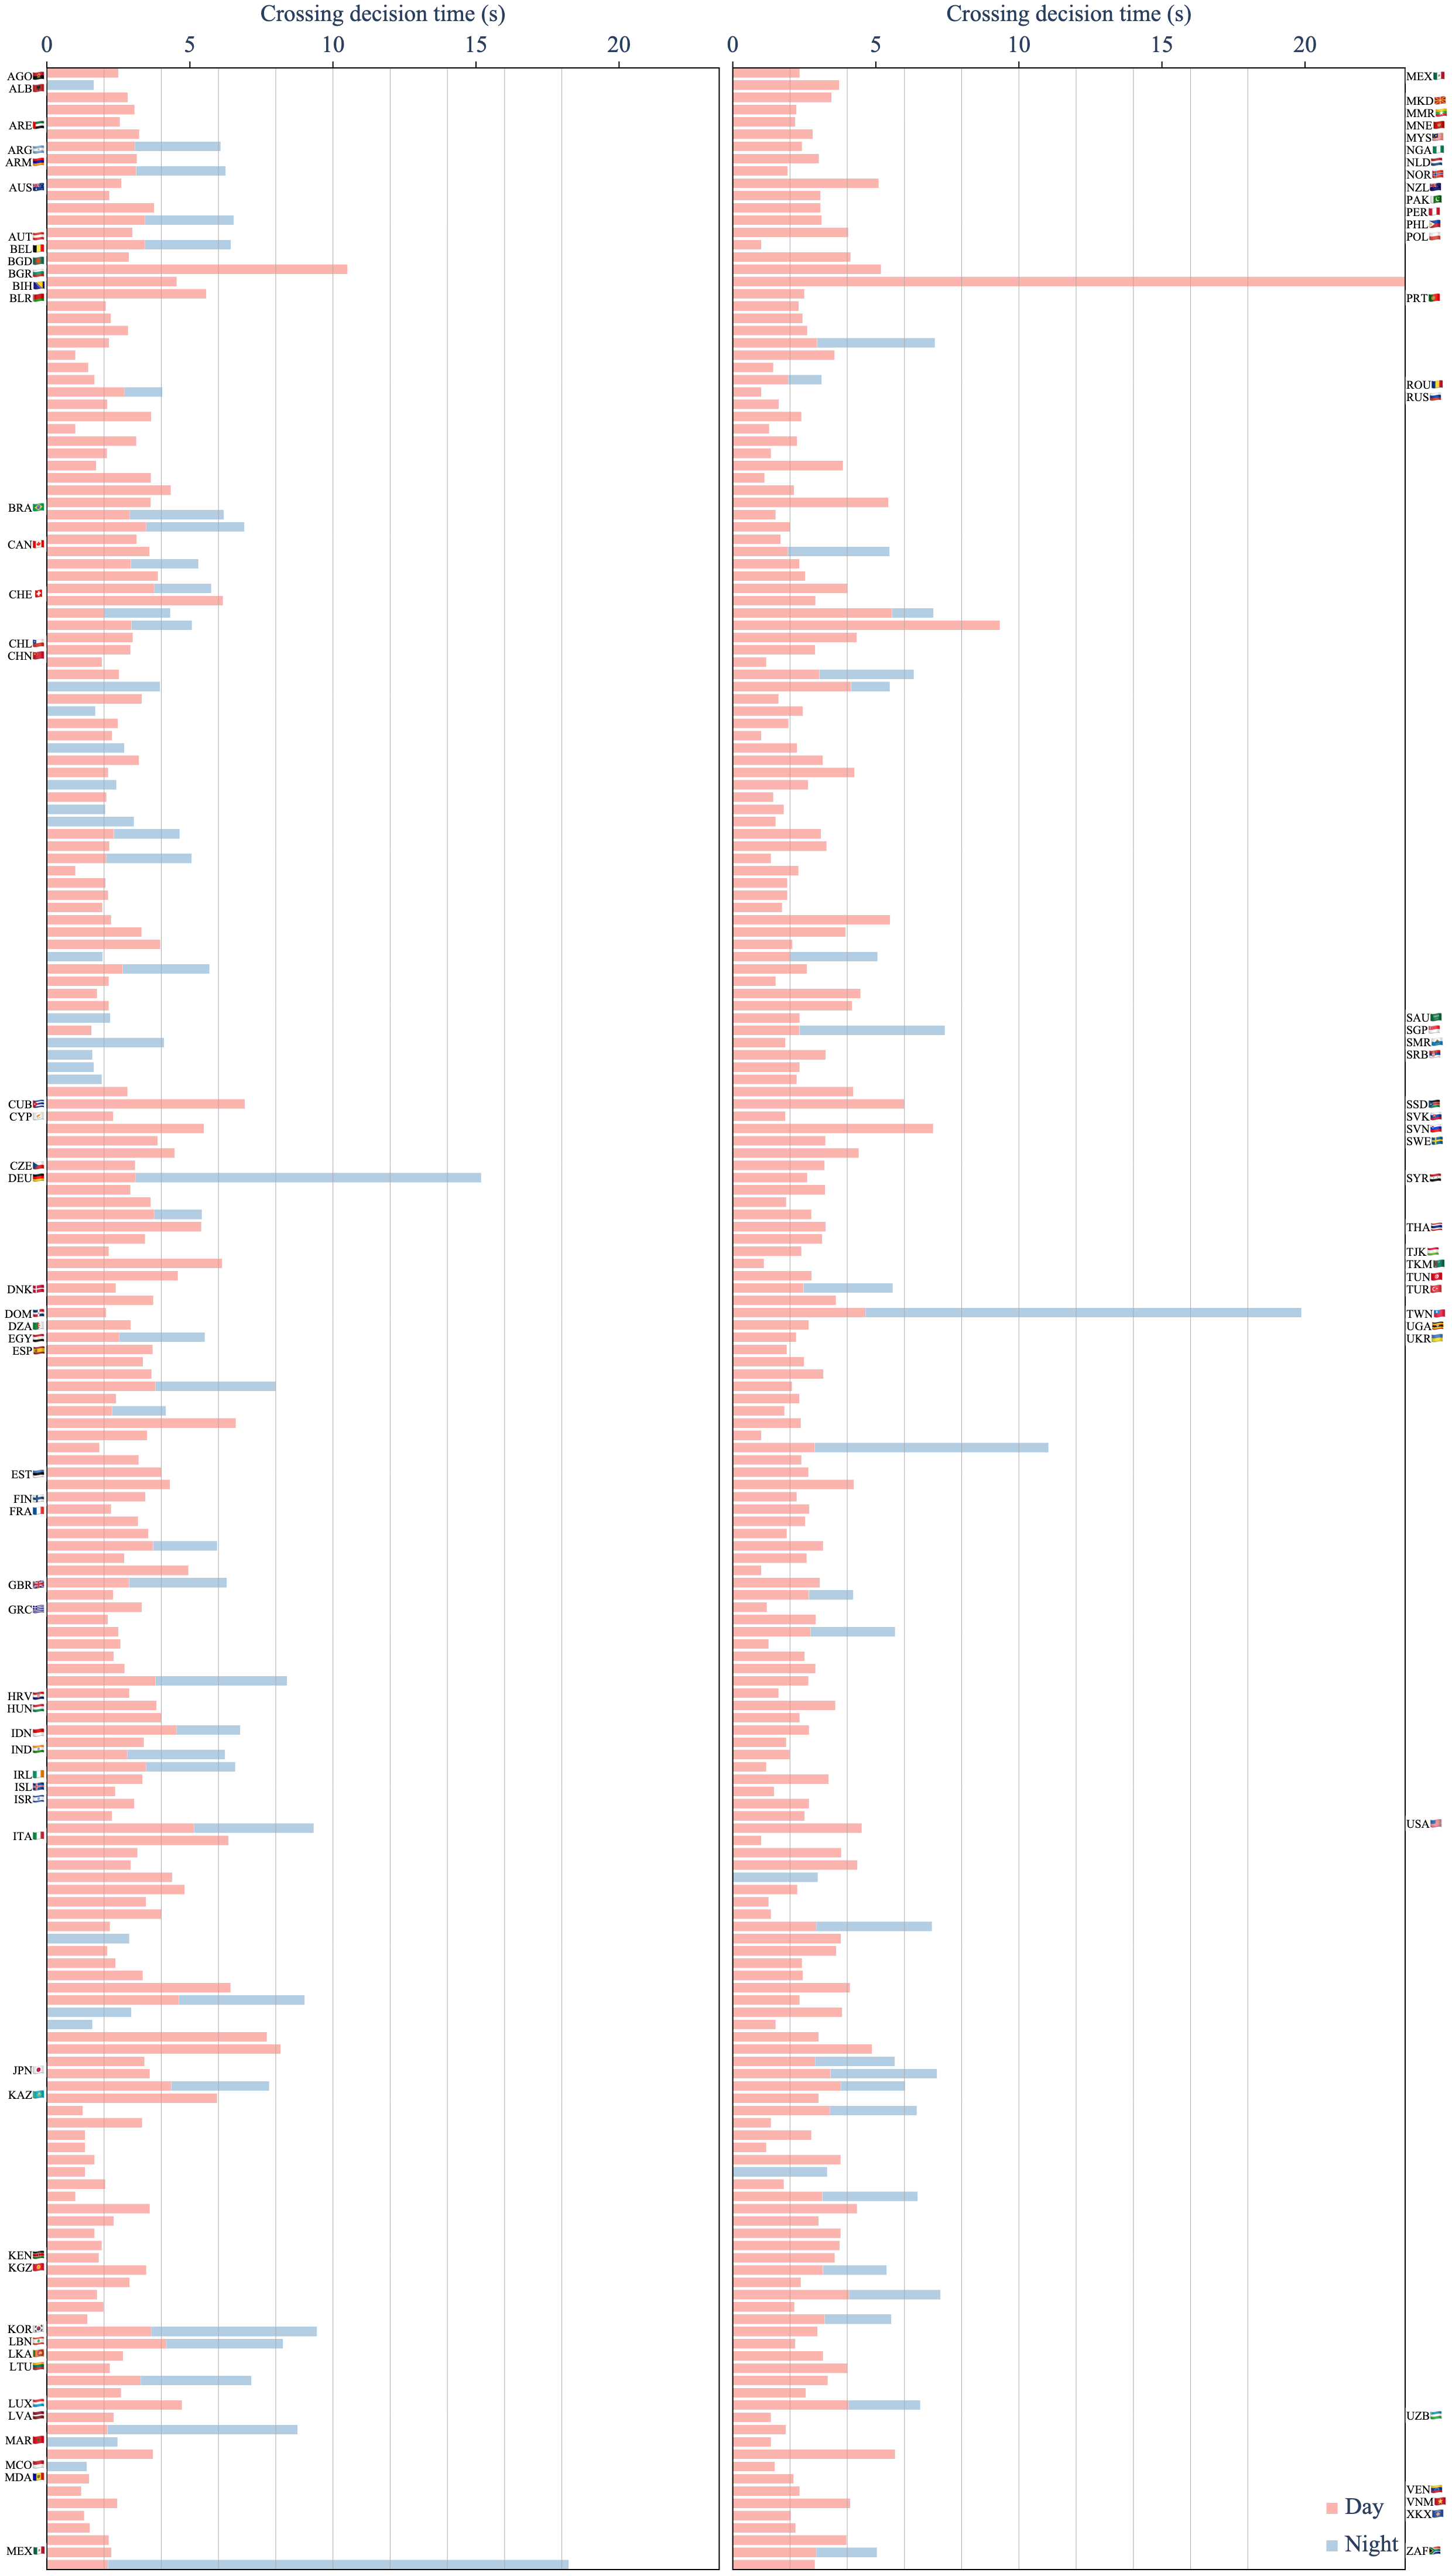 Crossing decision time (s)
Crossing decision time (s)
0 5 10 15 20
0 5 10 15 20
AGO
ALB
ARE
ARG
ARM
AUS
AUT
BEL
BGD
BGR
BIH
BLR
BRA
CAN
CHE
CHL
CHN
CUB
CYP
CZE
DEU
DNK
DOM
DZA
EGY
ESP
EST
FIN
FRA
GBR
GRC
HRV
HUN
IDN
IND
IRL
ISL
ISR
ITA
JPN
KAZ
KEN
KGZ
KOR
LBN
LKA
LTU
LUX
LVA
MAR
MCO
MDA
MEX
MEX
MKD
MMR
MNE
MYS
NGA
NLD
NOR
NZL
PAK
PER
PHL
POL
PRT
ROU
RUS
SAU
SGP
SMR
SRB
SSD
SVK
SVN
SWE
SYR
THA
TJK
TKM
TUN
TUR
TWN
UGA
UKR
USA
UZB
VEN
VNM
XKX
ZAF
Day
Night